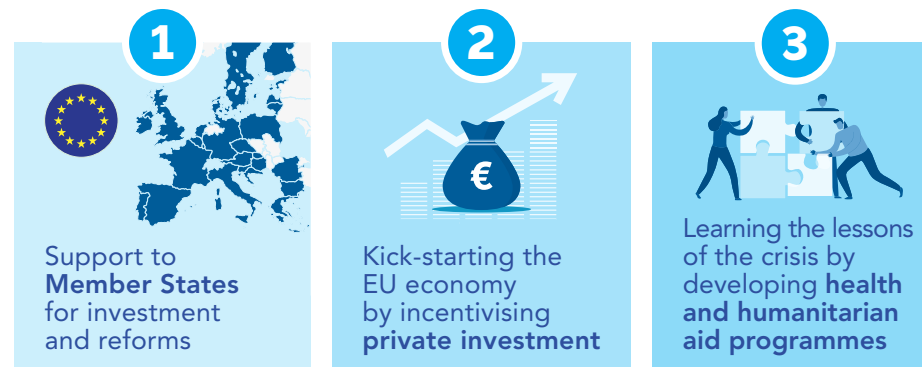 1
Support to
Member States
for investment
and reforms
2
€
Kick-starting the
EU economy
by incentivising
private investment
3
Learning the lessons
of the crisis by
developing health
and humanitarian
aid programmes